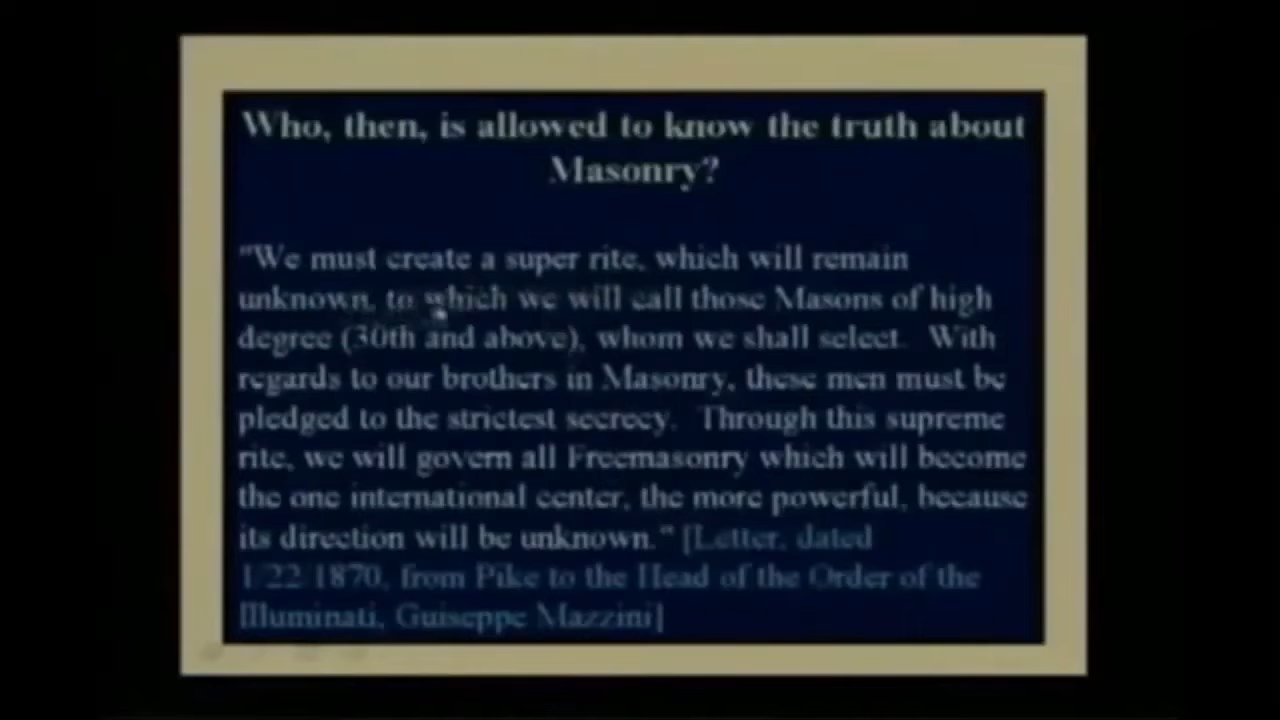 Who, then, is allowed to know the truth about
Masonry?
"We must create a super rite, which will remain
unknown, to which we will call those Masons of high
degree (30th and above), whom we shall select. With
regards to our brothers in Masonry, these men must be
pledged to the strictest secrecy. Through this supreme
rite, we will govern all Freemasonry which will become
the one international center, the more powerful, because
its direction will be unknown." [Letter, dated
1/22/1870, from Pike to the Head of the Order of the
Illuminati, Guiseppe Mazzini]